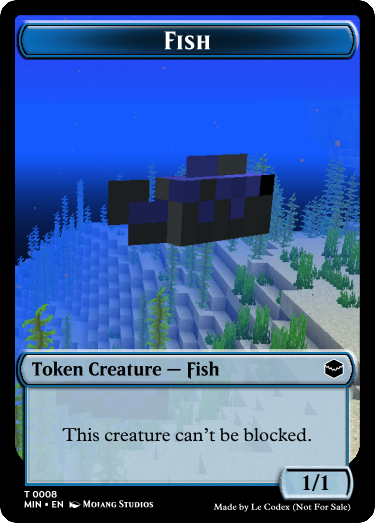 Fish
Token Creature — Fish
This creature can't be blocked.
1/1
T 0008
MIN • EN Mojang Studios
Made by Le Codex (Not For Sale)